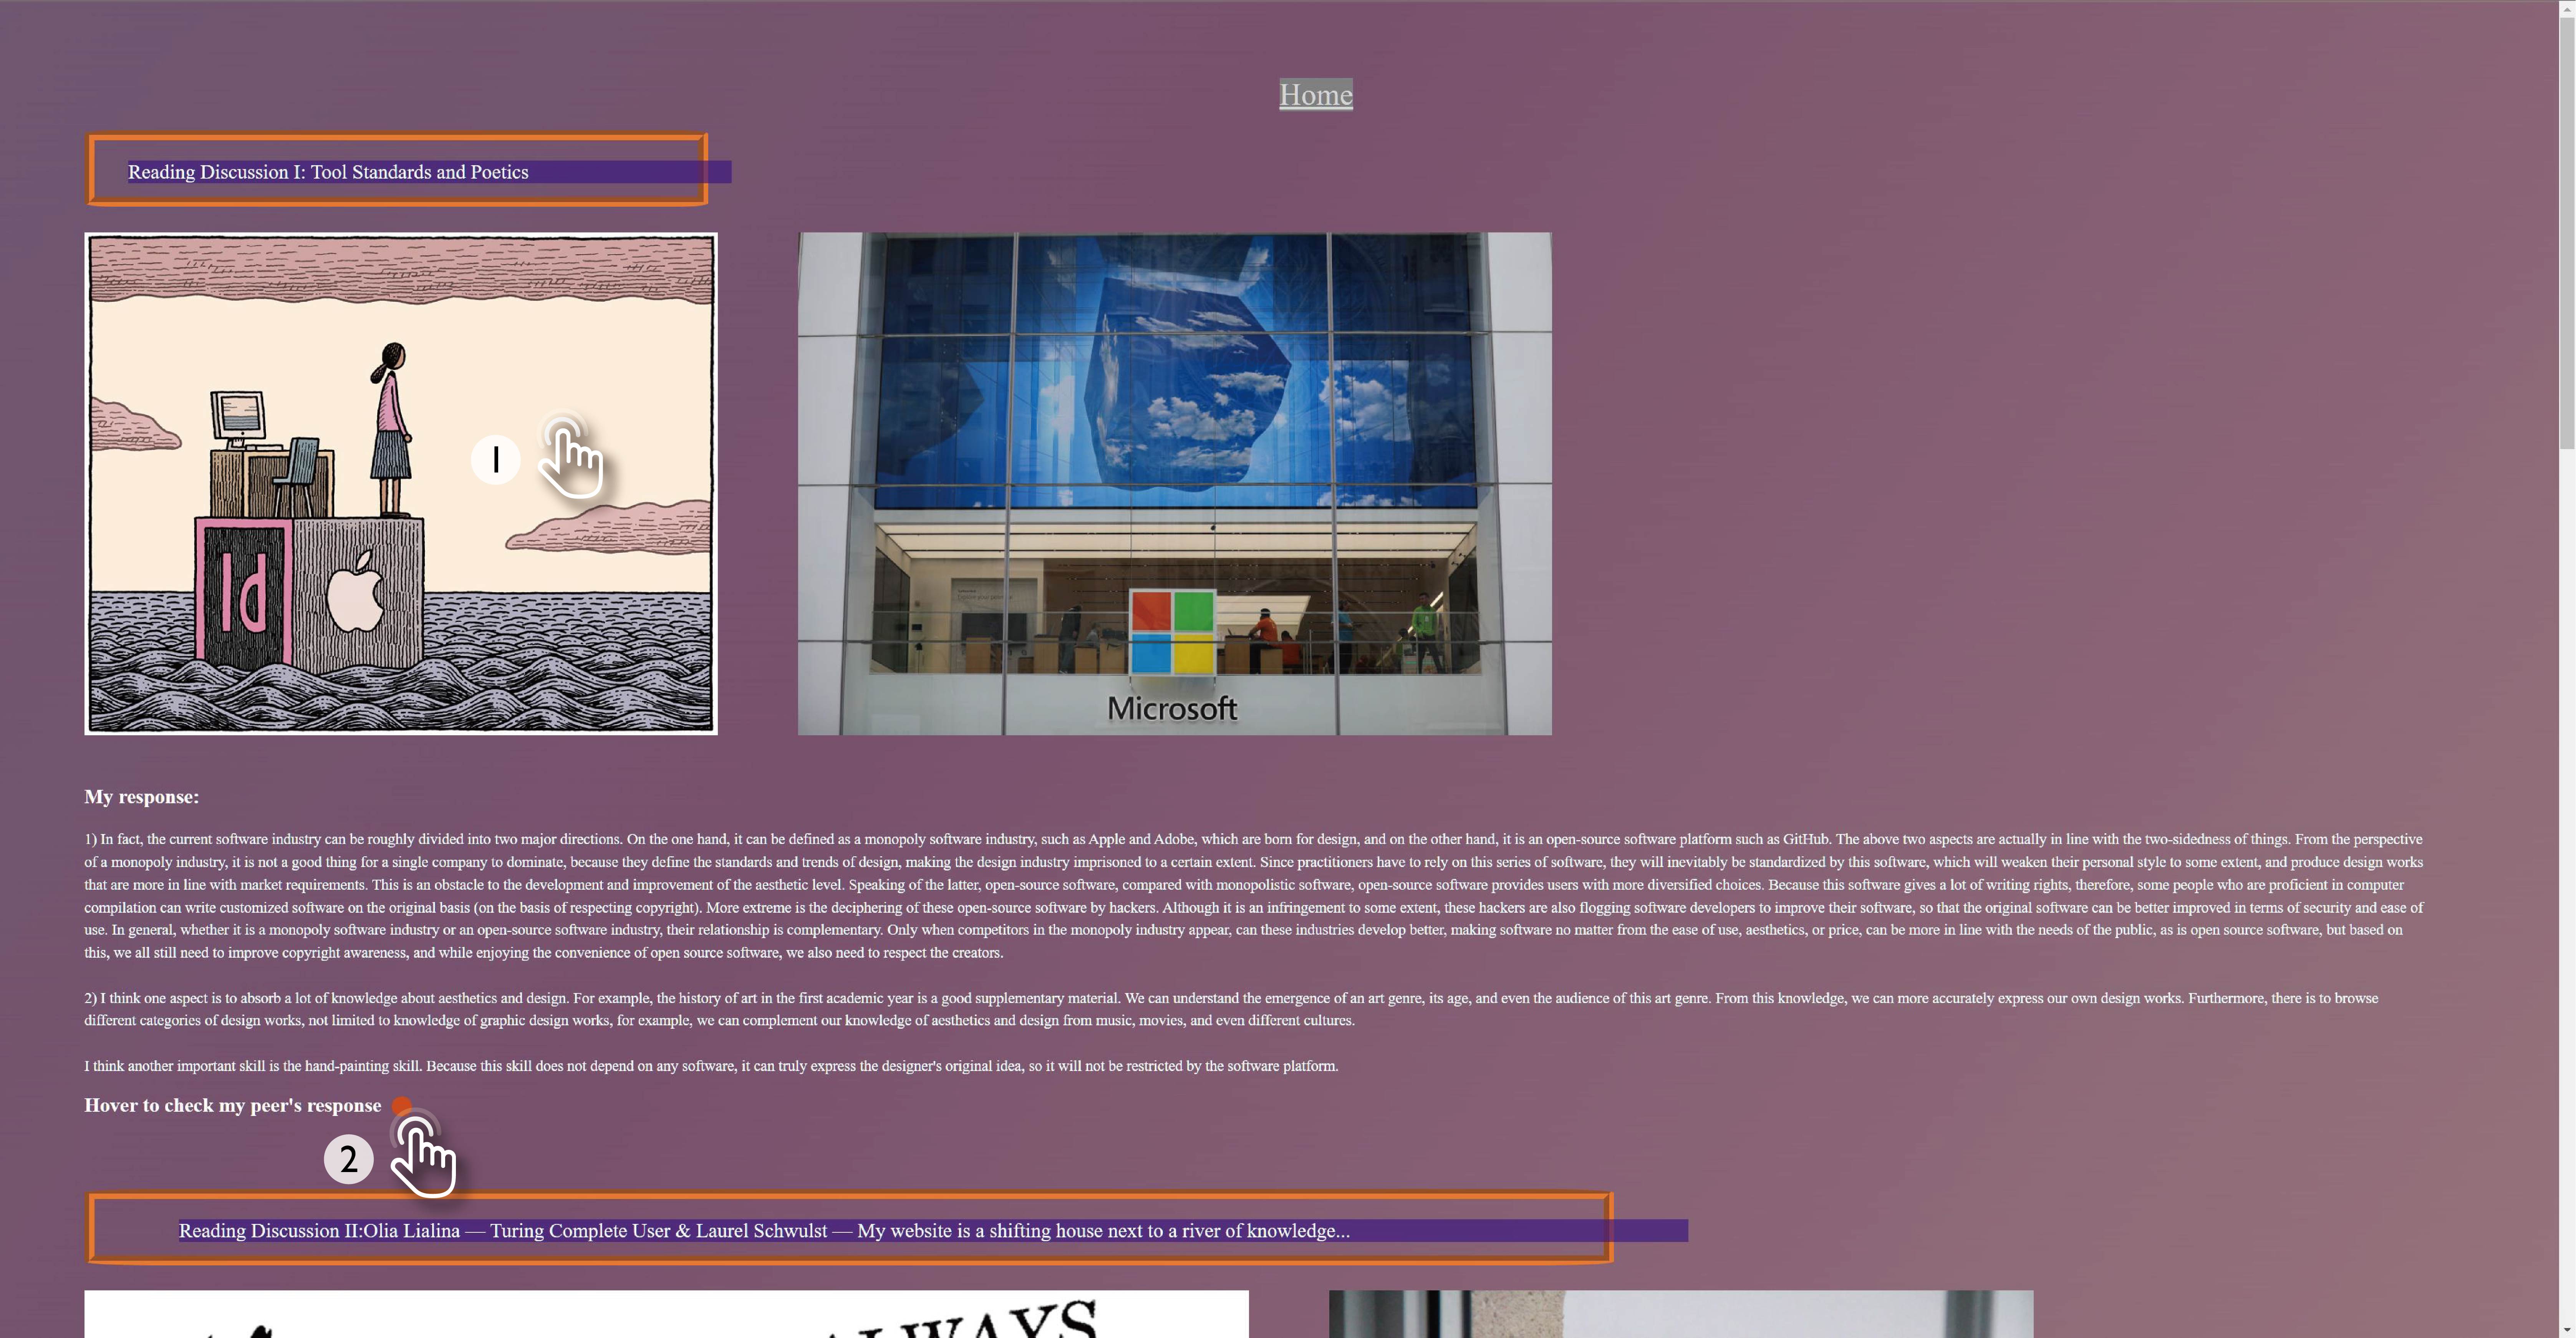 Home
Reading Discussion I: Tool Standards and Poetics
1
Id
Microsoft
My response:
1) In fact, the current software industry can be roughly divided into two major directions. On the one hand, it can be defined as a monopoly software industry, such as Apple and Adobe, which are born for design, and on the other hand, it is an open-source software platform such as GitHub. The above two aspects are actually in line with the two-sidedness of things. From the perspective
of a monopoly industry, it is not a good thing for a single company to dominate, because they define the standards and trends of design, making the design industry imprisoned to a certain extent. Since practitioners have to rely on this series of software, they will inevitably be standardized by this software, which will weaken their personal style to some extent, and produce design works
that are more in line with market requirements. This is an obstacle to the development and improvement of the aesthetic level. Speaking of the latter, open-source software, compared with monopolistic software, open-source software provides users with more diversified choices. Because this software gives a lot of writing rights, therefore, some people who are proficient in computer
compilation can write customized software on the original basis (on the basis of respecting copyright). More extreme is the deciphering of these open-source software by hackers. Although it is an infringement to some extent, these hackers are also flogging software developers to improve their software, so that the original software can be better improved in terms of security and ease of
use. In general, whether it is a monopoly software industry or an open-source software industry, their relationship is complementary. Only when competitors in the monopoly industry appear, can these industries develop better, making software no matter from the ease of use, aesthetics, or price, can be more in line with the needs of the public, as is open source software, but based on
this, we all still need to improve copyright awareness, and while enjoying the convenience of open source software, we also need to respect the creators.
2) I think one aspect is to absorb a lot of knowledge about aesthetics and design. For example, the history of art in the first academic year is a good supplementary material. We can understand the emergence of an art genre, its age, and even the audience of this art genre. From this knowledge, we can more accurately express our own design works. Furthermore, there is to browse
different categories of design works, not limited to knowledge of graphic design works, for example, we can complement our knowledge of aesthetics and design from music, movies, and even different cultures.
I think another important skill is the hand-painting skill. Because this skill does not depend on any software, it can truly express the designer's original idea, so it will not be restricted by the software platform.
Hover to check my peer's response
2
Reading Discussion II:Olia Lialina — Turing Complete User & Laurel Schwulst — My website is a shifting house next to a river of knowledge...
ALWAYS